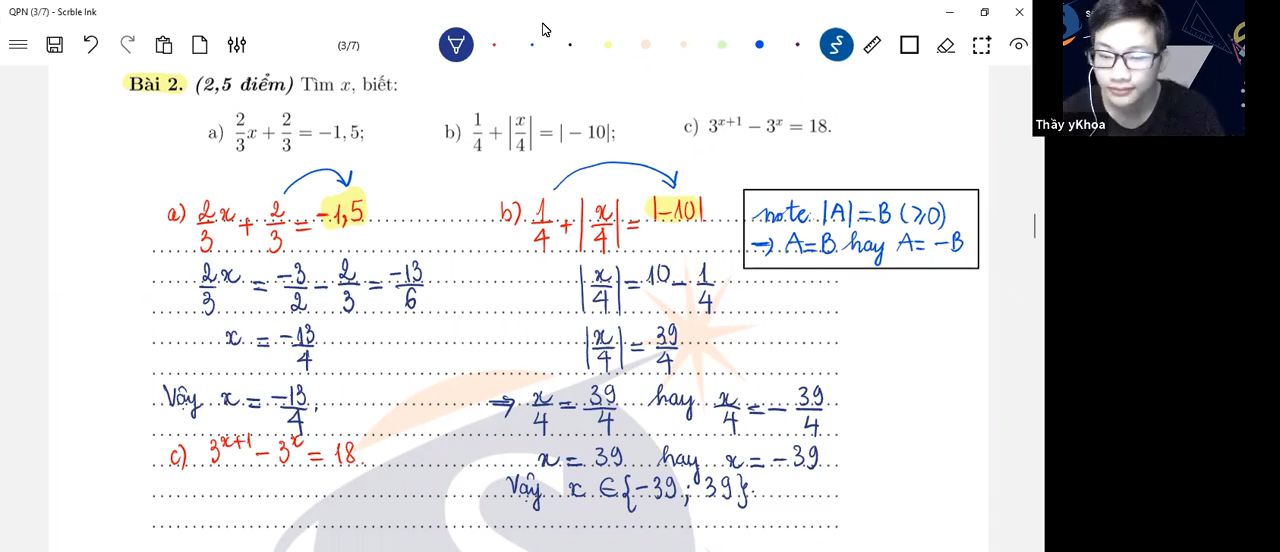 QPN (3/7) - Scrble Ink
(3/7)
Thầy yKhoa
Bài 2. (2,5 điểm) Tìm x, biết:
a) 2/3 x + 2/3 = −1, 5;
b) 1/4 + |x/4| = | − 10|;
c) 3^{x+1} − 3^x = 18.
a) 2/3 x + 2/3 = -1,5
2/3 x = -3/2 - 2/3 = -13/6
x = -13/4
Vậy x = -13/4.
b) 1/4 + |x/4| = |-10|
|x/4| = 10 - 1/4
|x/4| = 39/4
⇒ x/4 = 39/4 hay x/4 = - 39/4
x = 39 hay x = -39
Vậy x ∈ {-39; 39}.
note |A| = B (≥0)
→ A = B hay A = -B
c) 3^{x+1} - 3^x = 18